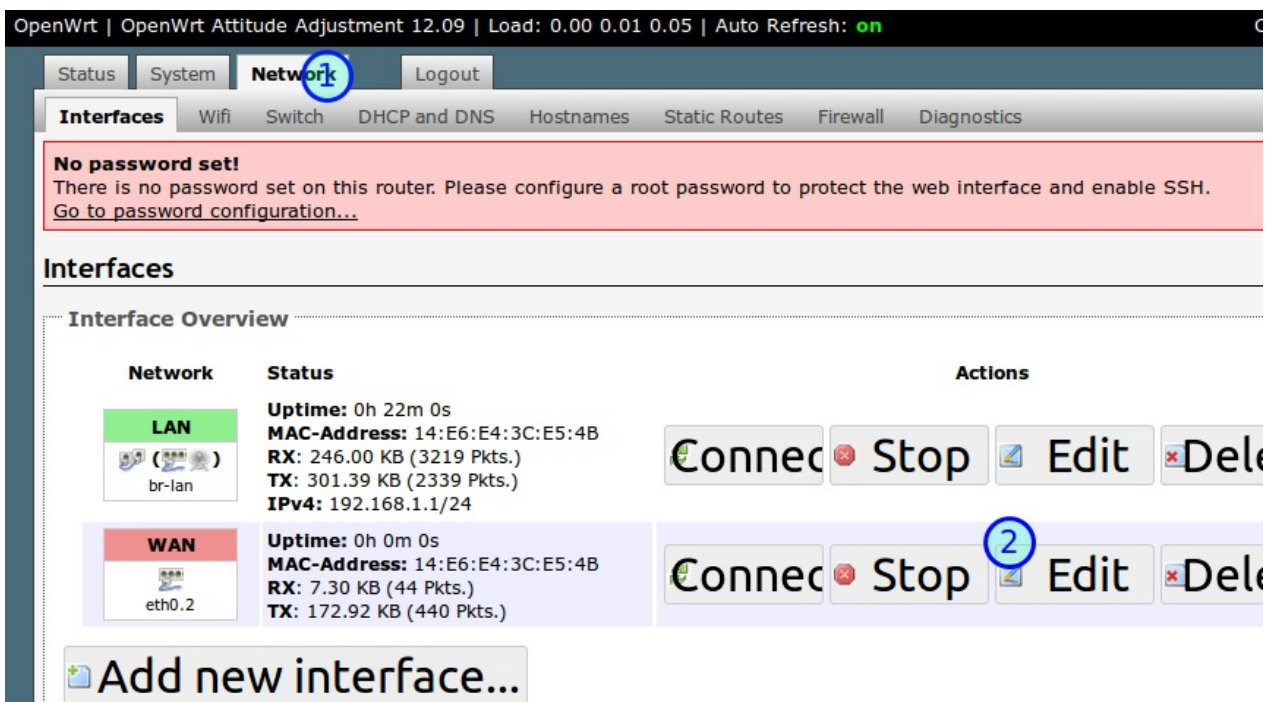 OpenWrt | OpenWrt Attitude Adjustment 12.09 | Load: 0.00 0.01 0.05 | Auto Refresh: on
Status System Network Logout
1
Interfaces Wifi Switch DHCP and DNS Hostnames Static Routes Firewall Diagnostics
No password set!
There is no password set on this router. Please configure a root password to protect the web interface and enable SSH.
Go to password configuration...
Interfaces
Interface Overview
Network Status Actions
LAN
( )
br-lan
Uptime: 0h 22m 0s
MAC-Address: 14:E6:E4:3C:E5:4B
RX: 246.00 KB (3219 Pkts.)
TX: 301.39 KB (2339 Pkts.)
IPv4: 192.168.1.1/24
Connec Stop Edit Dele
WAN
eth0.2
Uptime: 0h 0m 0s
MAC-Address: 14:E6:E4:3C:E5:4B
RX: 7.30 KB (44 Pkts.)
TX: 172.92 KB (440 Pkts.)
2
Connec Stop Edit Dele
Add new interface...